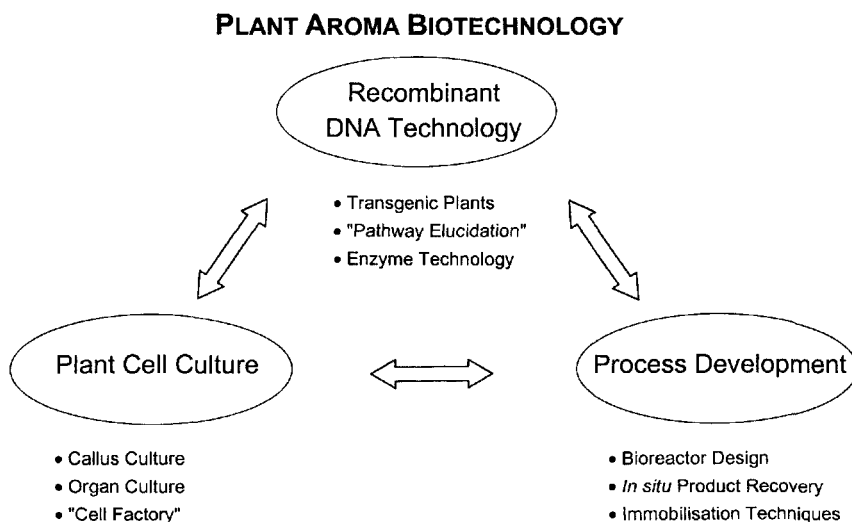 PLANT AROMA BIOTECHNOLOGY
Recombinant
DNA Technology
• Transgenic Plants
• "Pathway Elucidation"
• Enzyme Technology
Plant Cell Culture
Process Development
• Callus Culture
• Organ Culture
• "Cell Factory"
• Bioreactor Design
• In situ Product Recovery
• Immobilisation Techniques